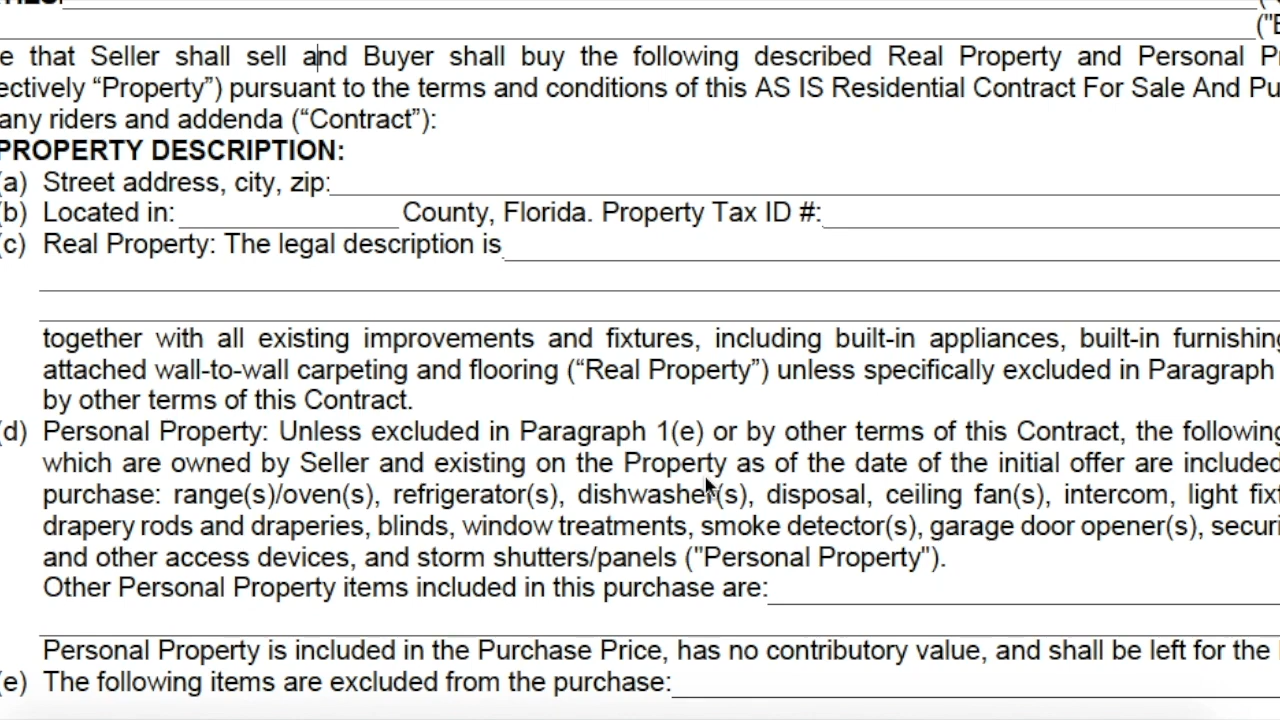 ("
e that Seller shall sell and Buyer shall buy the following described Real Property and Personal P
ectively “Property”) pursuant to the terms and conditions of this AS IS Residential Contract For Sale And Pu
any riders and addenda (“Contract”):
PROPERTY DESCRIPTION:
(a) Street address, city, zip:
(b) Located in: County, Florida. Property Tax ID #:
(c) Real Property: The legal description is
together with all existing improvements and fixtures, including built-in appliances, built-in furnishing
attached wall-to-wall carpeting and flooring (“Real Property”) unless specifically excluded in Paragraph
by other terms of this Contract.
(d) Personal Property: Unless excluded in Paragraph 1(e) or by other terms of this Contract, the following
which are owned by Seller and existing on the Property as of the date of the initial offer are included
purchase: range(s)/oven(s), refrigerator(s), dishwasher(s), disposal, ceiling fan(s), intercom, light fixt
drapery rods and draperies, blinds, window treatments, smoke detector(s), garage door opener(s), securi
and other access devices, and storm shutters/panels ("Personal Property").
Other Personal Property items included in this purchase are:
Personal Property is included in the Purchase Price, has no contributory value, and shall be left for the
(e) The following items are excluded from the purchase: